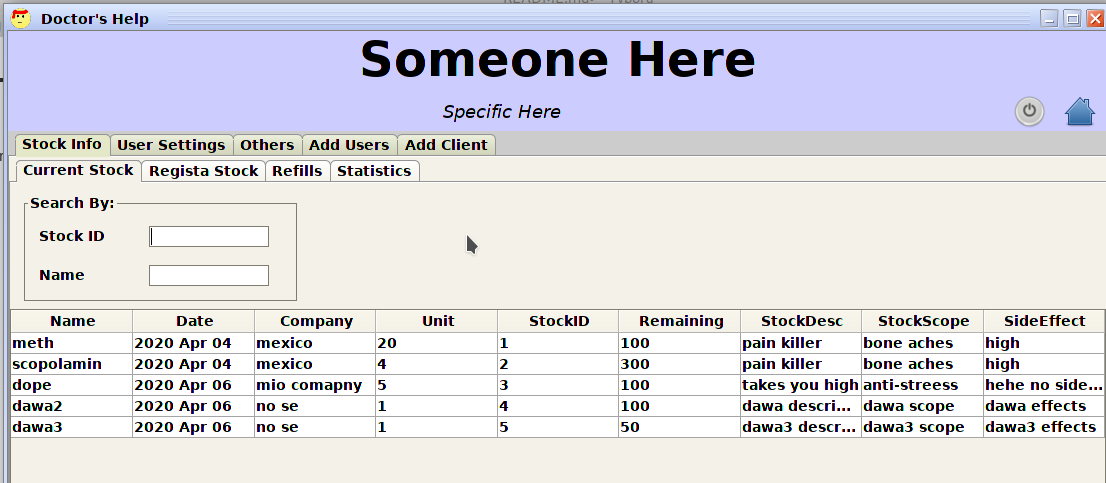 Doctor's Help
Someone Here
Specific Here
Stock Info User Settings Others Add Users Add Client
Current Stock Regista Stock Refills Statistics
Search By:
Stock ID
Name
Name Date Company Unit StockID Remaining StockDesc StockScope SideEffect
meth 2020 Apr 04 mexico 20 1 100 pain killer bone aches high
scopolamin 2020 Apr 04 mexico 4 2 300 pain killer bone aches high
dope 2020 Apr 06 mio comapny 5 3 100 takes you high anti-streess hehe no side...
dawa2 2020 Apr 06 no se 1 4 100 dawa descri... dawa scope dawa effects
dawa3 2020 Apr 06 no se 1 5 50 dawa3 descr... dawa3 scope dawa3 effects